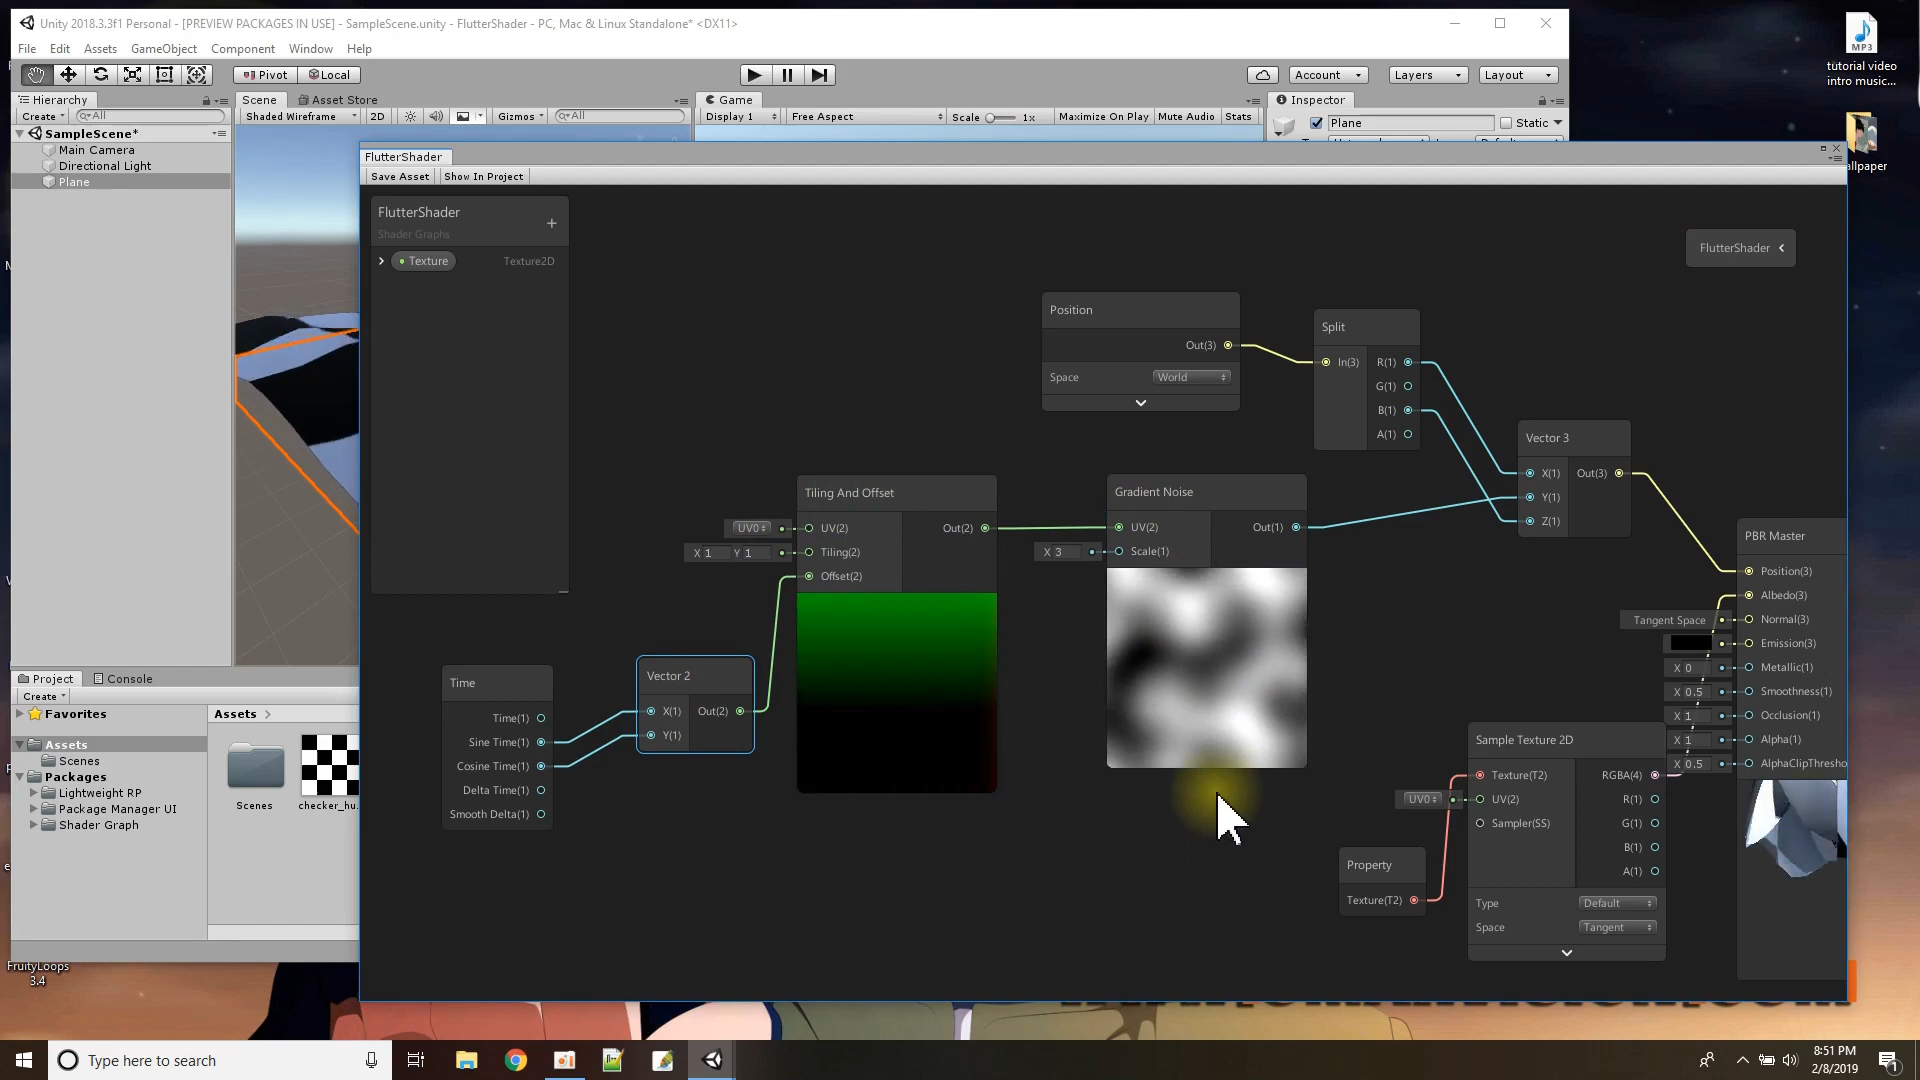 Unity 2018.3.3f1 Personal - [PREVIEW PACKAGES IN USE] - SampleScene.unity - FlutterShader - PC, Mac & Linux Standalone* <DX11>
File Edit Assets GameObject Component Window Help
Pivot Local Account Layers Layout
Hierarchy Scene Asset Store Game Inspector
Create All Shaded Wireframe 2D Gizmos All Display 1 Free Aspect Scale 1x Maximize On Play Mute Audio Stats Plane Static
SampleScene*
Main Camera
Directional Light
Plane
MP3
tutorial video
intro music...
FlutterShader
Save Asset Show In Project
FlutterShader
Shader Graphs
Texture Texture2D
FlutterShader
Position
Out(3)
Space World
Split
In(3) R(1)
G(1)
B(1)
A(1)
Vector 3
X(1) Out(3)
Y(1)
Z(1)
Tiling And Offset
UV0 UV(2) Out(2)
X 1 Y 1 Tiling(2)
Offset(2)
Gradient Noise
UV(2) Out(1)
X 3 Scale(1)
PBR Master
Position(3)
Albedo(3)
Tangent Space Normal(3)
Emission(3)
X 0 Metallic(1)
X 0.5 Smoothness(1)
X 1 Occlusion(1)
X 1 Alpha(1)
X 0.5 AlphaClipThresho
Time
Time(1)
Sine Time(1)
Cosine Time(1)
Delta Time(1)
Smooth Delta(1)
Vector 2
X(1) Out(2)
Y(1)
Sample Texture 2D
Texture(T2) RGBA(4)
UV0 UV(2) R(1)
Sampler(SS) G(1)
B(1)
A(1)
Type Default
Space Tangent
Property
Texture(T2)
Project Console
Create
Favorites
Assets
Scenes
Packages
Lightweight RP
Package Manager UI
Shader Graph
Assets
Scenes checker_hu...
FruityLoops
3.4
Type here to search
8:51 PM
2/8/2019
1